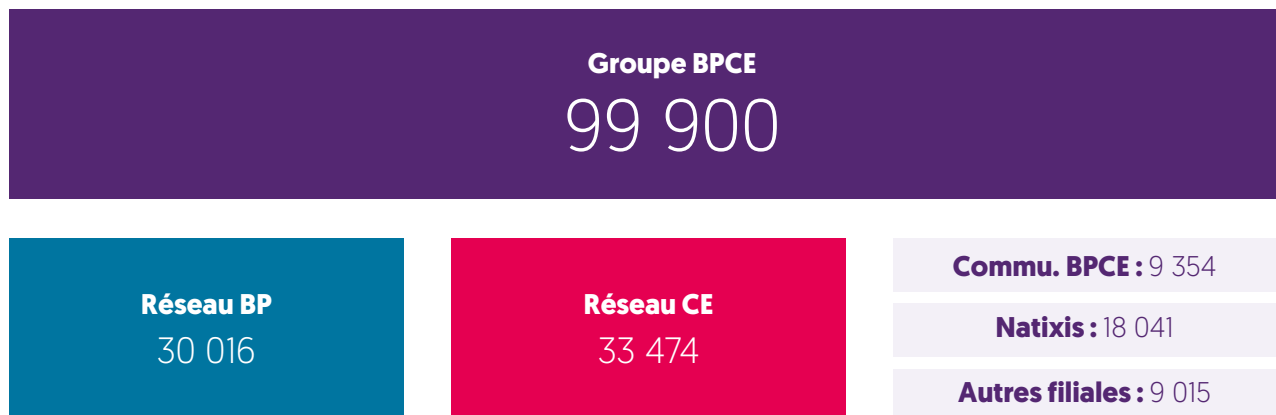 Groupe BPCE
99 900
Réseau BP
30 016
Réseau CE
33 474
Commu. BPCE : 9 354
Natixis : 18 041
Autres filiales : 9 015